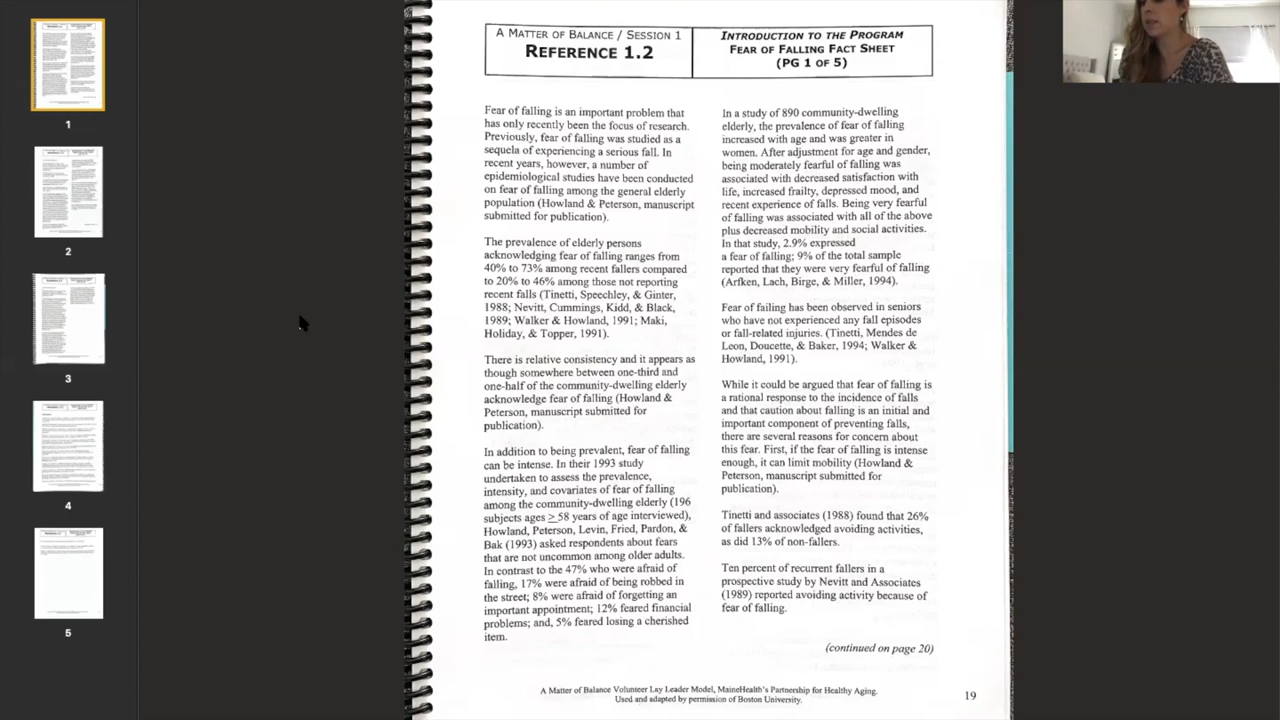 A MATTER OF BALANCE / SESSION 1
REFERENCE 1.2
INTRODUCTION TO THE PROGRAM
FEAR OF FALLING FACT SHEET
(PG 1 OF 5)
Fear of falling is an important problem that
has only recently been the focus of research.
Previously, fear of falling was studied as a
result of experiencing a serious fall. In
recent years, however, a number of
epidemiological studies have been conducted
on fear of falling among the general elderly
population (Howland & Peterson, manuscript
submitted for publication).
The prevalence of elderly persons
acknowledging fear of falling ranges from
40% to 73% among recent fallers compared
to 20% to 46% among those not reporting
recent falls (Tinetti, Speckley, & Ginter,
1988; Nevitt, Cummings, Kidd, & Black,
1989; Walker & Howland, 1991; Maki,
Holliday, & Topper, 1991).
There is relative consistency and it appears as
though somewhere between one-third and
one-half of the community-dwelling elderly
acknowledge fear of falling (Howland &
Peterson, manuscript submitted for
publication).
In addition to being prevalent, fear of falling
can be intense. In their 1993 study
undertaken to assess the prevalence,
intensity, and covariates of fear of falling
among the community-dwelling elderly (196
subjects ages ≥58 years of age interviewed),
Howland, Peterson, Levin, Fried, Pardon, &
Bak (1993) asked respondents about fears
that are not uncommon among older adults.
In contrast to the 47% who were afraid of
falling, 17% were afraid of being robbed in
the street; 8% were afraid of forgetting an
important appointment; 12% feared financial
problems; and, 5% feared losing a cherished
item.
In a study of 890 community-dwelling
elderly, the prevalence of fear of falling
increased with age and was greater in
women. After adjustment for age and gender,
being moderately fearful of falling was
associated with decreased satisfaction with
life, increased frailty, depressed mood, and
recent experience of falls. Being very fearful
of falling was associated with all of the above
plus decreased mobility and social activities.
In that study, 2.9% expressed
a fear of falling; 9% of the total sample
reported that they were very fearful of falling
(Arfken, Lach, Birge, & Miller, 1994).
Fear of falling has been observed in seniors
who have not experienced any fall episodes
or fall-related injuries. (Tinetti, Mendes de
Leon, Doucette, & Baker, 1994; Walker &
Howland, 1991).
While it could be argued that fear of falling is
a rational response to the incidence of falls
and that concern about falling is an initial and
important component of preventing falls,
there are several reasons for concern about
this fear. First, if the fear of falling is intense
enough, it can limit mobility (Howland &
Peterson, manuscript submitted for
publication).
Tinetti and associates (1988) found that 26%
of fallers acknowledged avoiding activities,
as did 13% of non-fallers.
Ten percent of recurrent fallers in a
prospective study by Nevitt and Associates
(1989) reported avoiding activity because of
fear of falling.
(continued on page 20)
A Matter of Balance Volunteer Lay Leader Model, MaineHealth's Partnership for Healthy Aging.
Used and adapted by permission of Boston University.
19
1
2
3
4
5